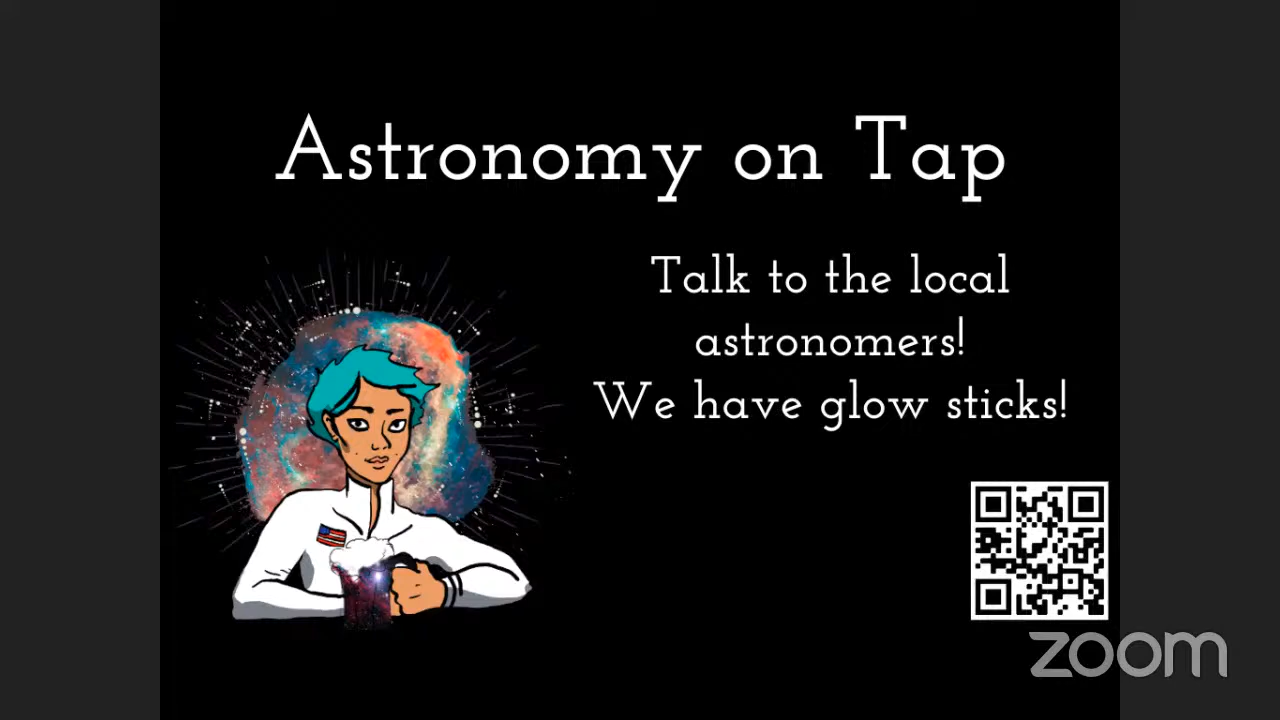 Astronomy on Tap
Talk to the local
astronomers!
We have glow sticks!
zoom